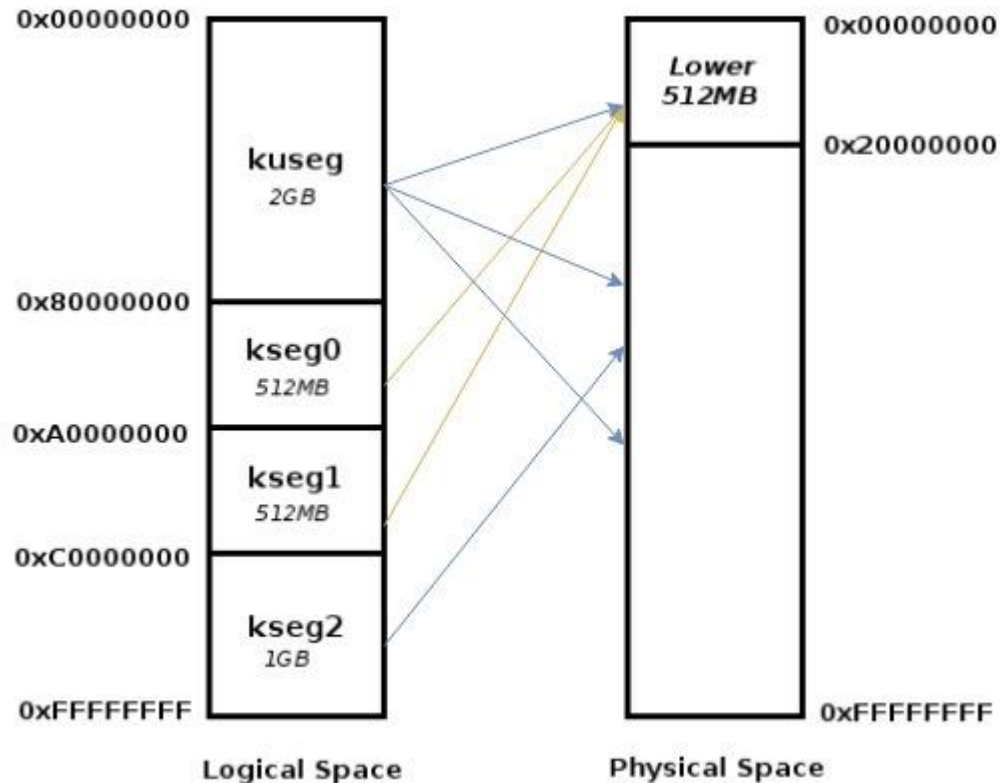 0x00000000
kuseg
2GB
0x80000000
kseg0
512MB
0xA0000000
kseg1
512MB
0xC0000000
kseg2
1GB
0xFFFFFFFF
Logical Space
0x00000000
Lower
512MB
0x20000000
0xFFFFFFFF
Physical Space